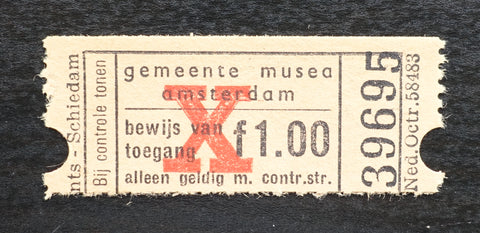 nts - Schiedam
Bij controle tonen
gemeente musea
amsterdam
X
bewijs van
toegang
f1.00
alleen geldig m. contr.str.
39695
Ned. Octr. 58483